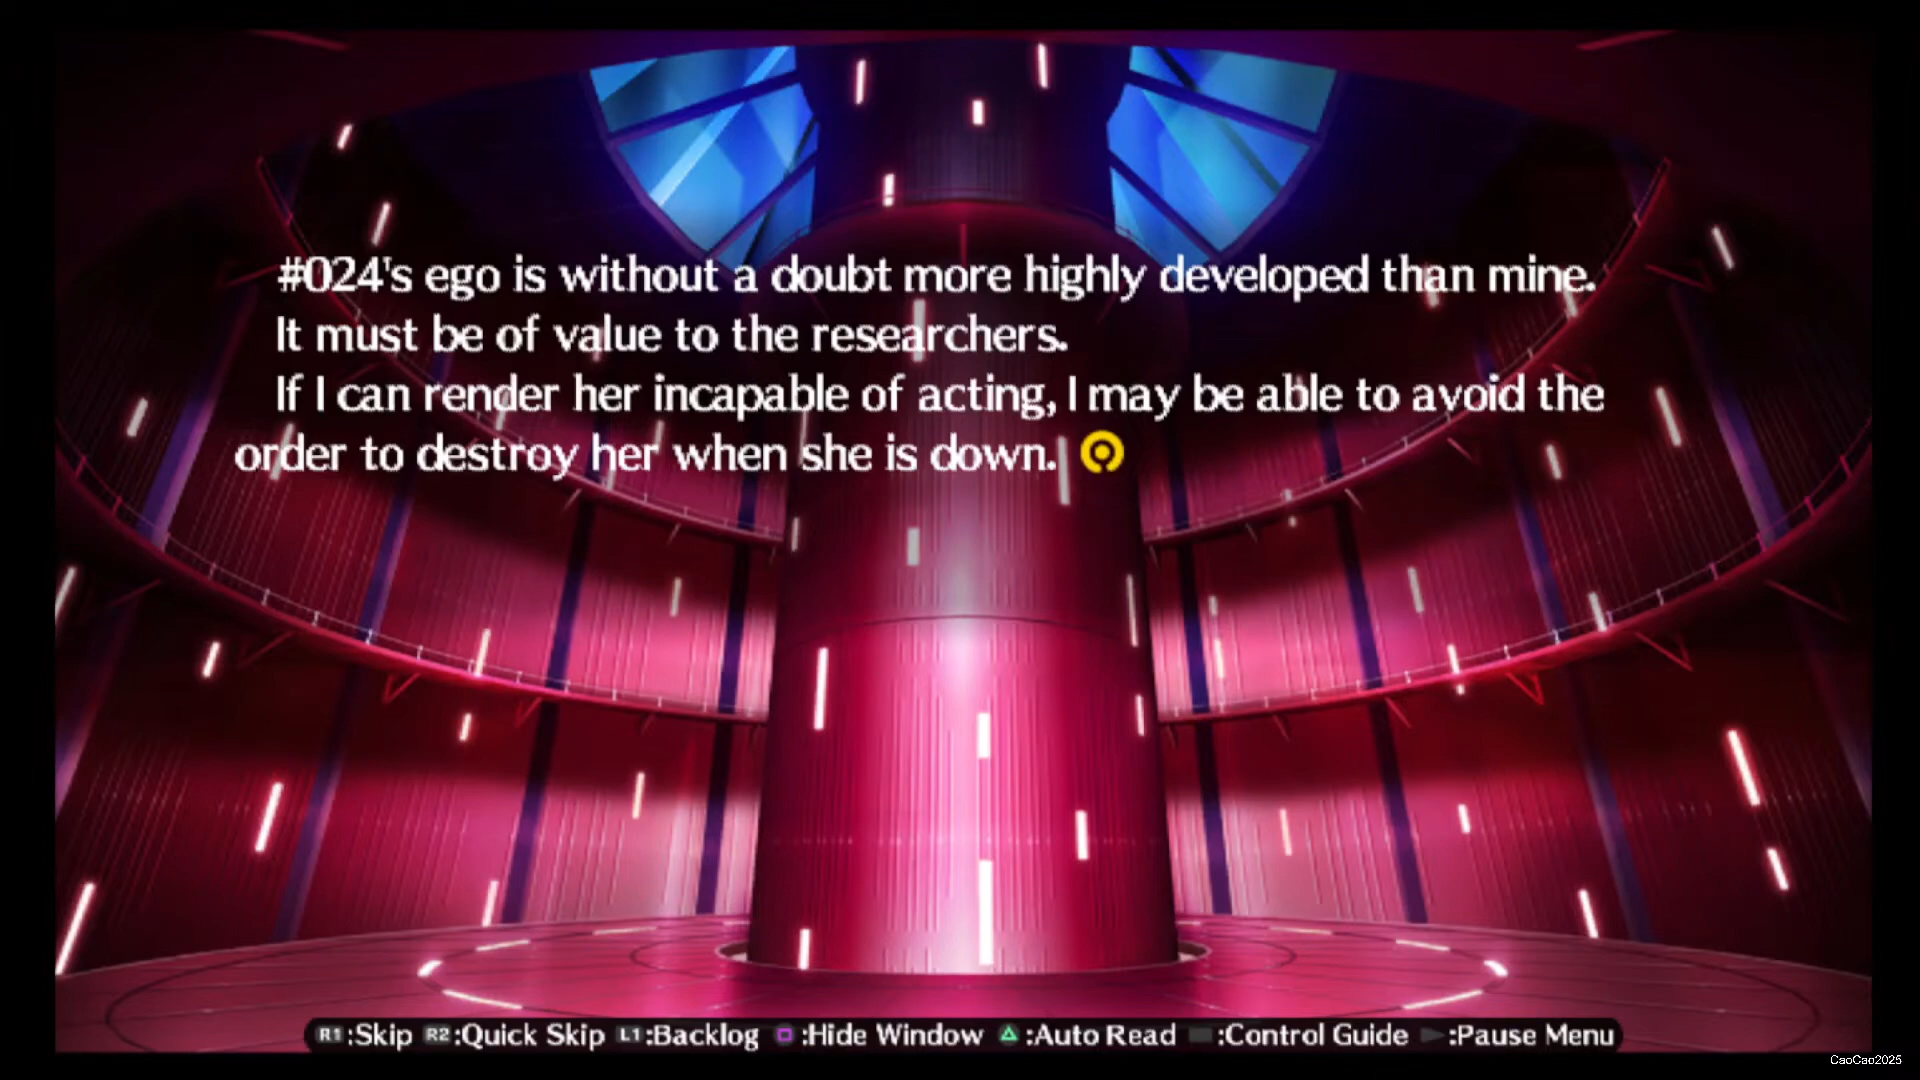 #024's ego is without a doubt more highly developed than mine.
It must be of value to the researchers.
If I can render her incapable of acting, I may be able to avoid the
order to destroy her when she is down.
R1:Skip R2:Quick Skip L1:Backlog :Hide Window :Auto Read :Control Guide :Pause Menu
CaoCao2025